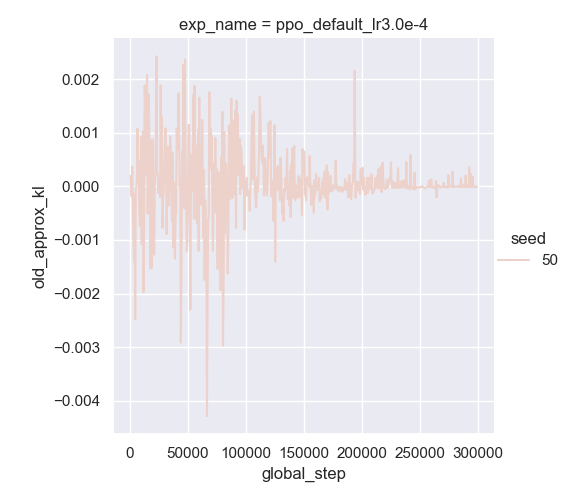 exp_name = ppo_default_lr3.0e-4
0.002
0.001
0.000
−0.001
−0.002
−0.003
−0.004
old_approx_kl
0 50000 100000 150000 200000 250000 300000
global_step
seed
50